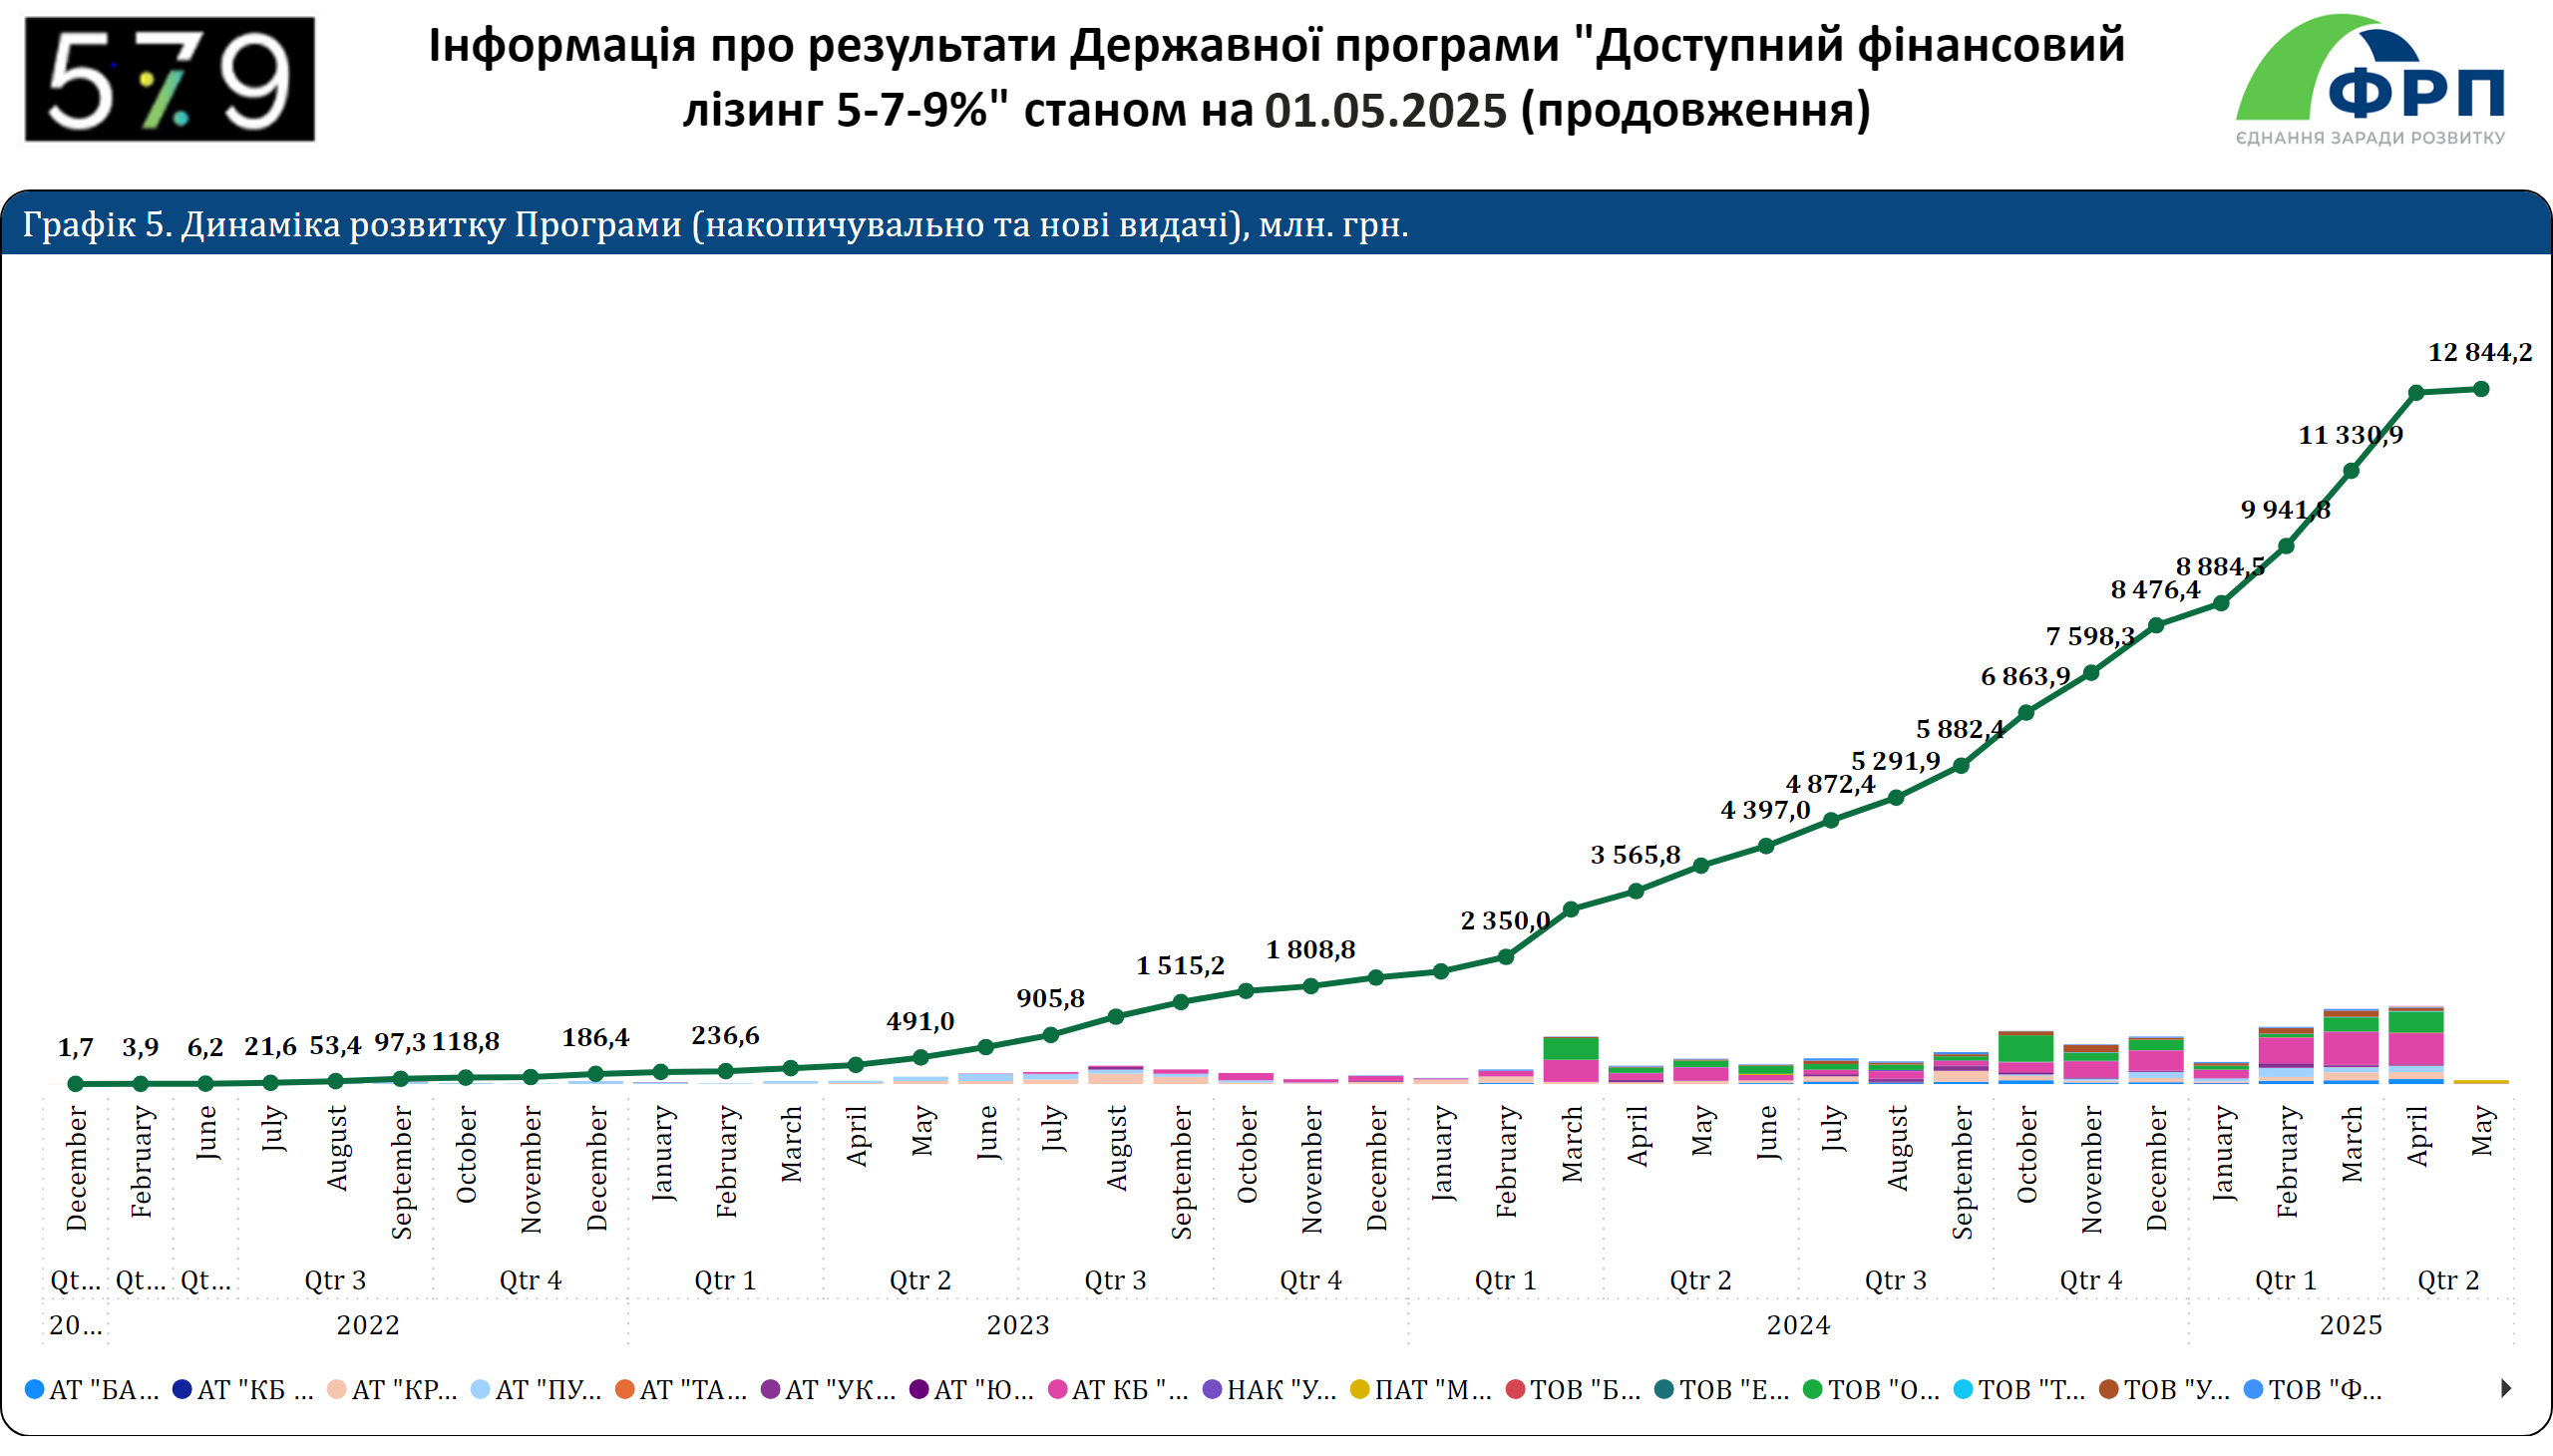 5 7 9
Інформація про результати Державної програми "Доступний фінансовий
лізинг 5-7-9%" станом на 01.05.2025 (продовження)
ФРП
ЄДНАННЯ ЗАРАДИ РОЗВИТКУ
Графік 5. Динаміка розвитку Програми (накопичувально та нові видачі), млн. грн.
1,7 3,9 6,2 21,6 53,4 97,3 118,8 186,4 236,6 491,0 905,8 1 515,2 1 808,8 2 350,0 3 565,8 4 397,0 4 872,4 5 291,9 5 882,4 6 863,9 7 598,3 8 476,4 8 884,5 9 941,8 11 330,9 12 844,2
December February June July August September October November December January February March April May June July August September October November December January February March April May June July August September October November December January February March April May
Qt... Qt... Qt... Qtr 3 Qtr 4 Qtr 1 Qtr 2 Qtr 3 Qtr 4 Qtr 1 Qtr 2 Qtr 3 Qtr 4 Qtr 1 Qtr 2
20... 2022 2023 2024 2025
АТ "БА... АТ "КБ ... АТ "КР... АТ "ПУ... АТ "ТА... АТ "УК... АТ "Ю... АТ КБ "... НАК "У... ПАТ "М... ТОВ "Б... ТОВ "Е... ТОВ "О... ТОВ "Т... ТОВ "У... ТОВ "Ф...